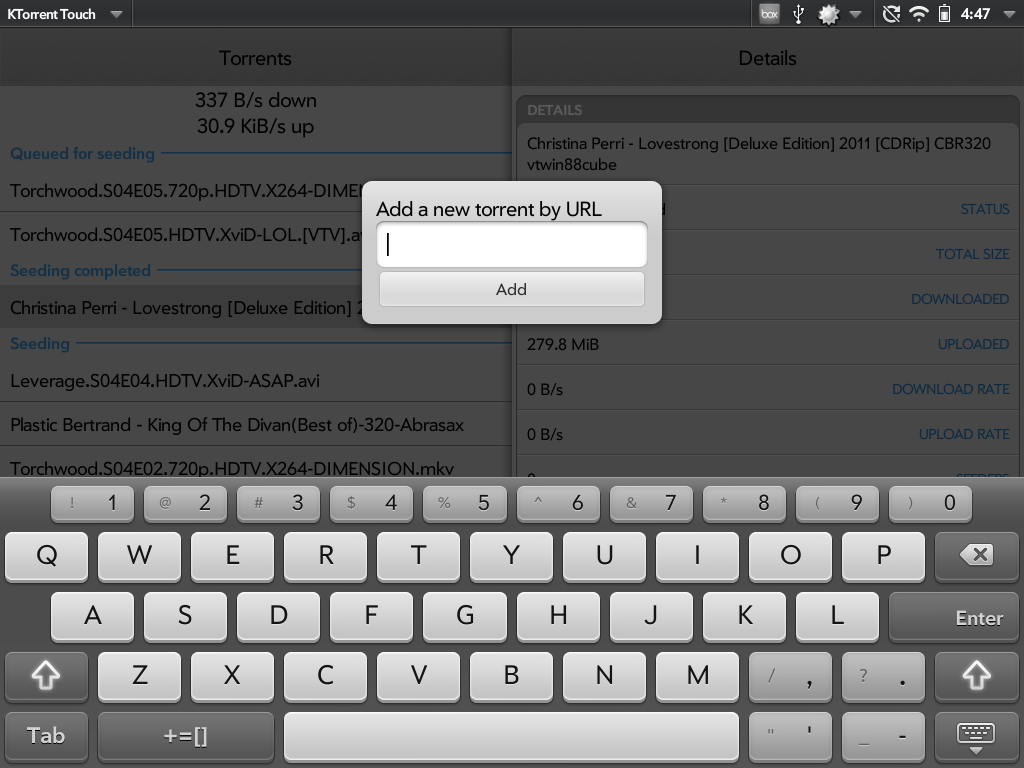 KTorrent Touch
box
4:47
Torrents
337 B/s down
30.9 KiB/s up
Queued for seeding
Torchwood.S04E05.720p.HDTV.X264-DIMEN
Torchwood.S04E05.HDTV.XviD-LOL.[VTV].a
Seeding completed
Christina Perri - Lovestrong [Deluxe Edition] 2
Seeding
Leverage.S04E04.HDTV.XviD-ASAP.avi
Plastic Bertrand - King Of The Divan(Best of)-320-Abrasax
Torchwood.S04E02.720p.HDTV.X264-DIMENSION.mkv
Details
DETAILS
Christina Perri - Lovestrong [Deluxe Edition] 2011 [CDRip] CBR320
vtwin88cube
d STATUS
TOTAL SIZE
DOWNLOADED
279.8 MiB UPLOADED
0 B/s DOWNLOAD RATE
0 B/s UPLOAD RATE
SEEDERS
Add a new torrent by URL
Add
! 1 @ 2 # 3 $ 4 % 5 ^ 6 & 7 * 8 ( 9 ) 0
Q W E R T Y U I O P
A S D F G H J K L Enter
Z X C V B N M / , ? .
Tab +=[] " ' _ -